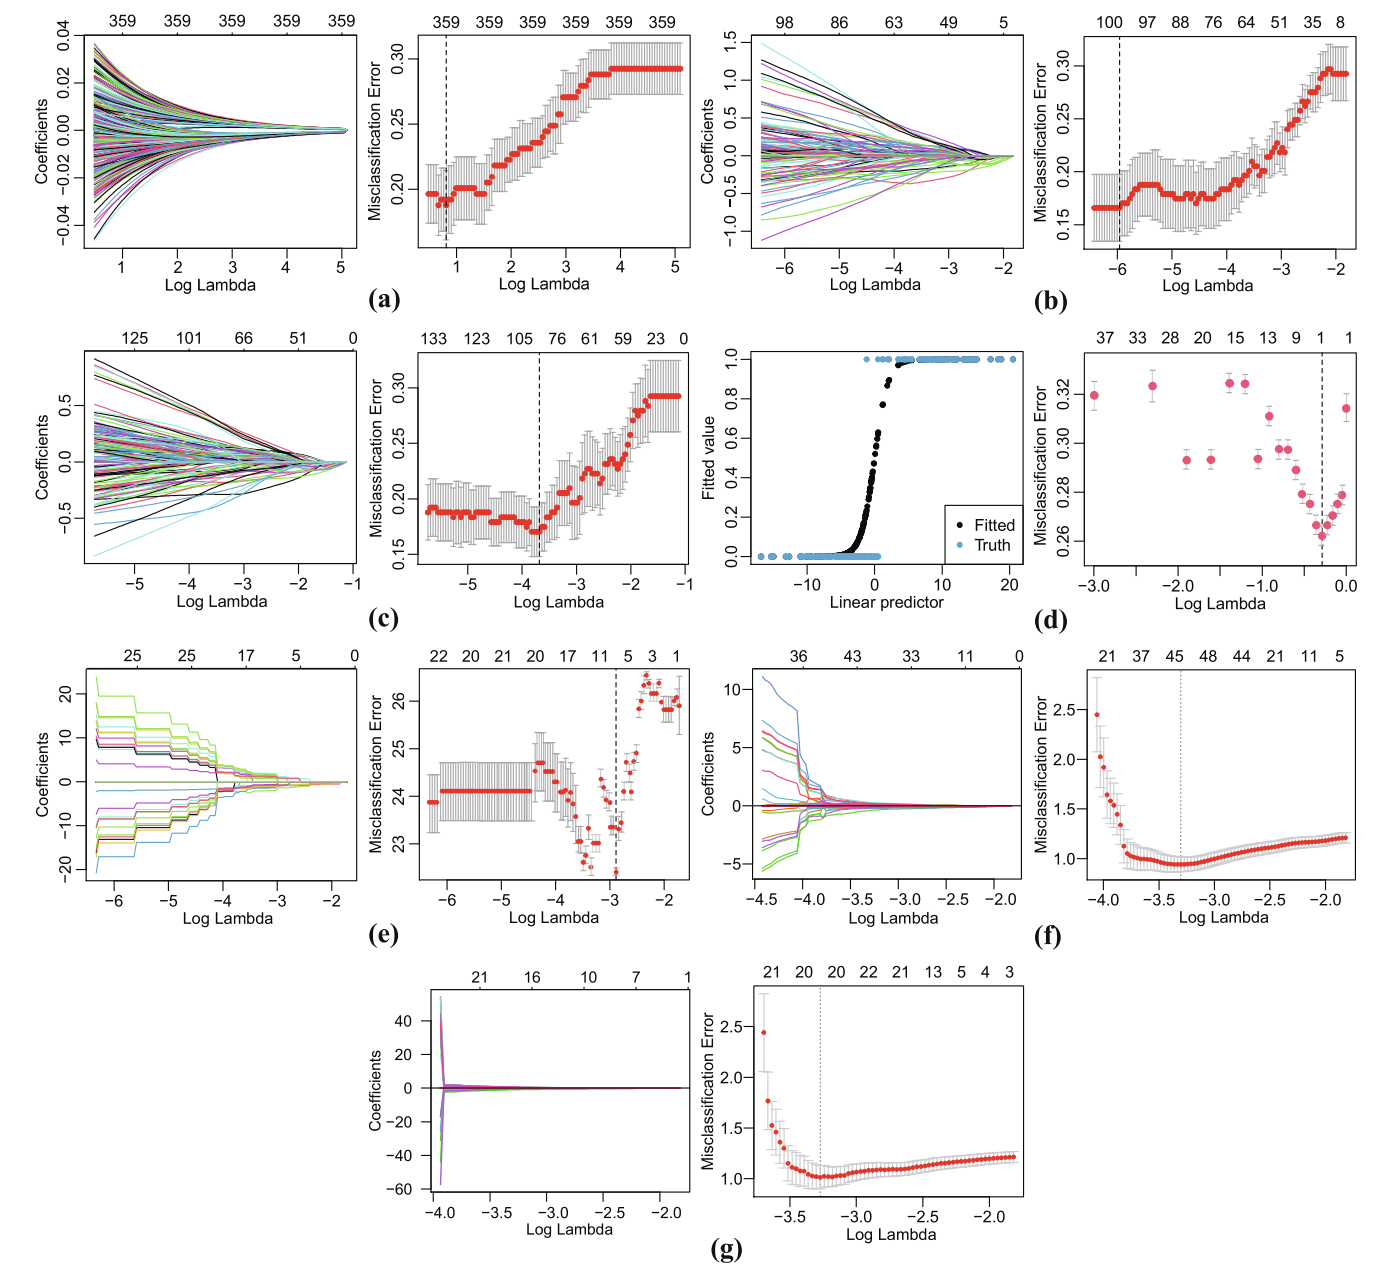 359 359 359 359 359
0.04
0.02
0.00
−0.02
−0.04
Coefficients
1 2 3 4 5
Log Lambda
359 359 359 359 359
0.30
0.25
0.20
Misclassification Error
1 2 3 4 5
Log Lambda
(a)
98 86 63 49 5
1.5
1.0
0.5
0.0
−0.5
−1.0
Coefficients
−6 −5 −4 −3 −2
Log Lambda
100 97 88 76 64 51 35 8
0.30
0.25
0.20
0.15
Misclassification Error
−6 −5 −4 −3 −2
Log Lambda
(b)
125 101 66 51 0
0.5
0.0
−0.5
Coefficients
−5 −4 −3 −2 −1
Log Lambda
133 123 105 76 61 59 23 0
0.30
0.25
0.20
0.15
Misclassification Error
−5 −4 −3 −2 −1
Log Lambda
(c)
1.0
0.8
0.6
0.4
0.2
0.0
Fitted value
Fitted
Truth
−10 0 10 20
Linear predictor
37 33 28 20 15 13 9 1 1
0.32
0.30
0.28
0.26
Misclassification Error
−3.0 −2.0 −1.0 0.0
Log Lambda
(d)
25 25 17 5 0
20
10
0
−10
−20
Coefficients
−6 −5 −4 −3 −2
Log Lambda
22 20 21 20 17 11 5 3 1
26
25
24
23
Misclassification Error
−6 −5 −4 −3 −2
Log Lambda
(e)
36 43 33 11 0
10
5
0
−5
Coefficients
−4.5 −4.0 −3.5 −3.0 −2.5 −2.0
Log Lambda
21 37 45 48 44 21 11 5
2.5
2.0
1.5
1.0
Misclassification Error
−4.0 −3.5 −3.0 −2.5 −2.0
Log Lambda
(f)
21 16 10 7 1
40
20
0
−20
−40
−60
Coefficients
−4.0 −3.5 −3.0 −2.5 −2.0
Log Lambda
21 20 20 22 21 13 5 4 3
2.5
2.0
1.5
1.0
Misclassification Error
−3.5 −3.0 −2.5 −2.0
Log Lambda
(g)